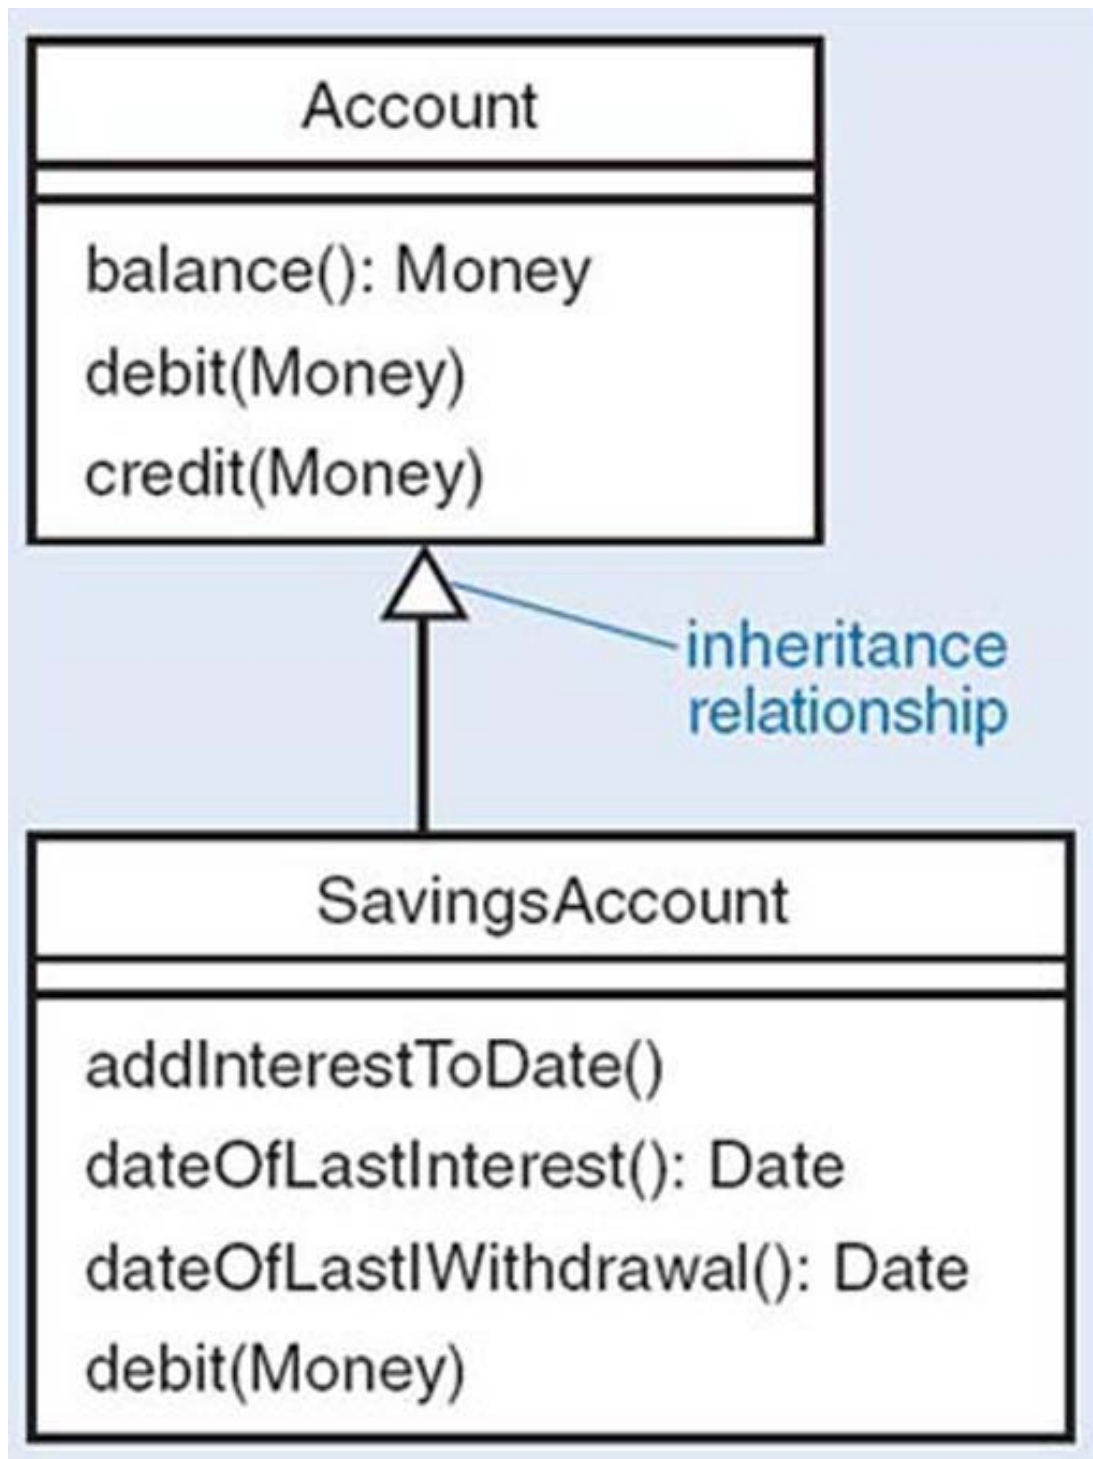 Account
balance(): Money
debit(Money)
credit(Money)
inheritance
relationship
SavingsAccount
addInterestToDate()
dateOfLastInterest(): Date
dateOfLastIWithdrawal(): Date
debit(Money)